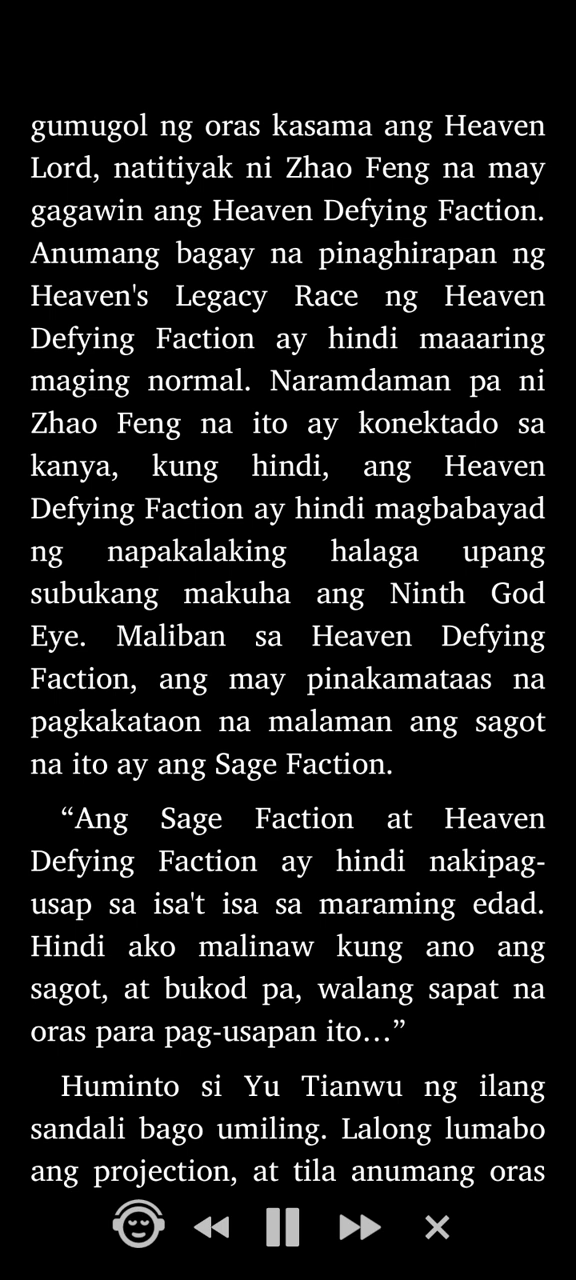 gumugol ng oras kasama ang Heaven
Lord, natitiyak ni Zhao Feng na may
gagawin ang Heaven Defying Faction.
Anumang bagay na pinaghirapan ng
Heaven's Legacy Race ng Heaven
Defying Faction ay hindi maaaring
maging normal. Naramdaman pa ni
Zhao Feng na ito ay konektado sa
kanya, kung hindi, ang Heaven
Defying Faction ay hindi magbabayad
ng napakalaking halaga upang
subukang makuha ang Ninth God
Eye. Maliban sa Heaven Defying
Faction, ang may pinakamataas na
pagkakataon na malaman ang sagot
na ito ay ang Sage Faction.
“Ang Sage Faction at Heaven
Defying Faction ay hindi nakipag-
usap sa isa't isa sa maraming edad.
Hindi ako malinaw kung ano ang
sagot, at bukod pa, walang sapat na
oras para pag-usapan ito…”
Huminto si Yu Tianwu ng ilang
sandali bago umiling. Lalong lumabo
ang projection, at tila anumang oras